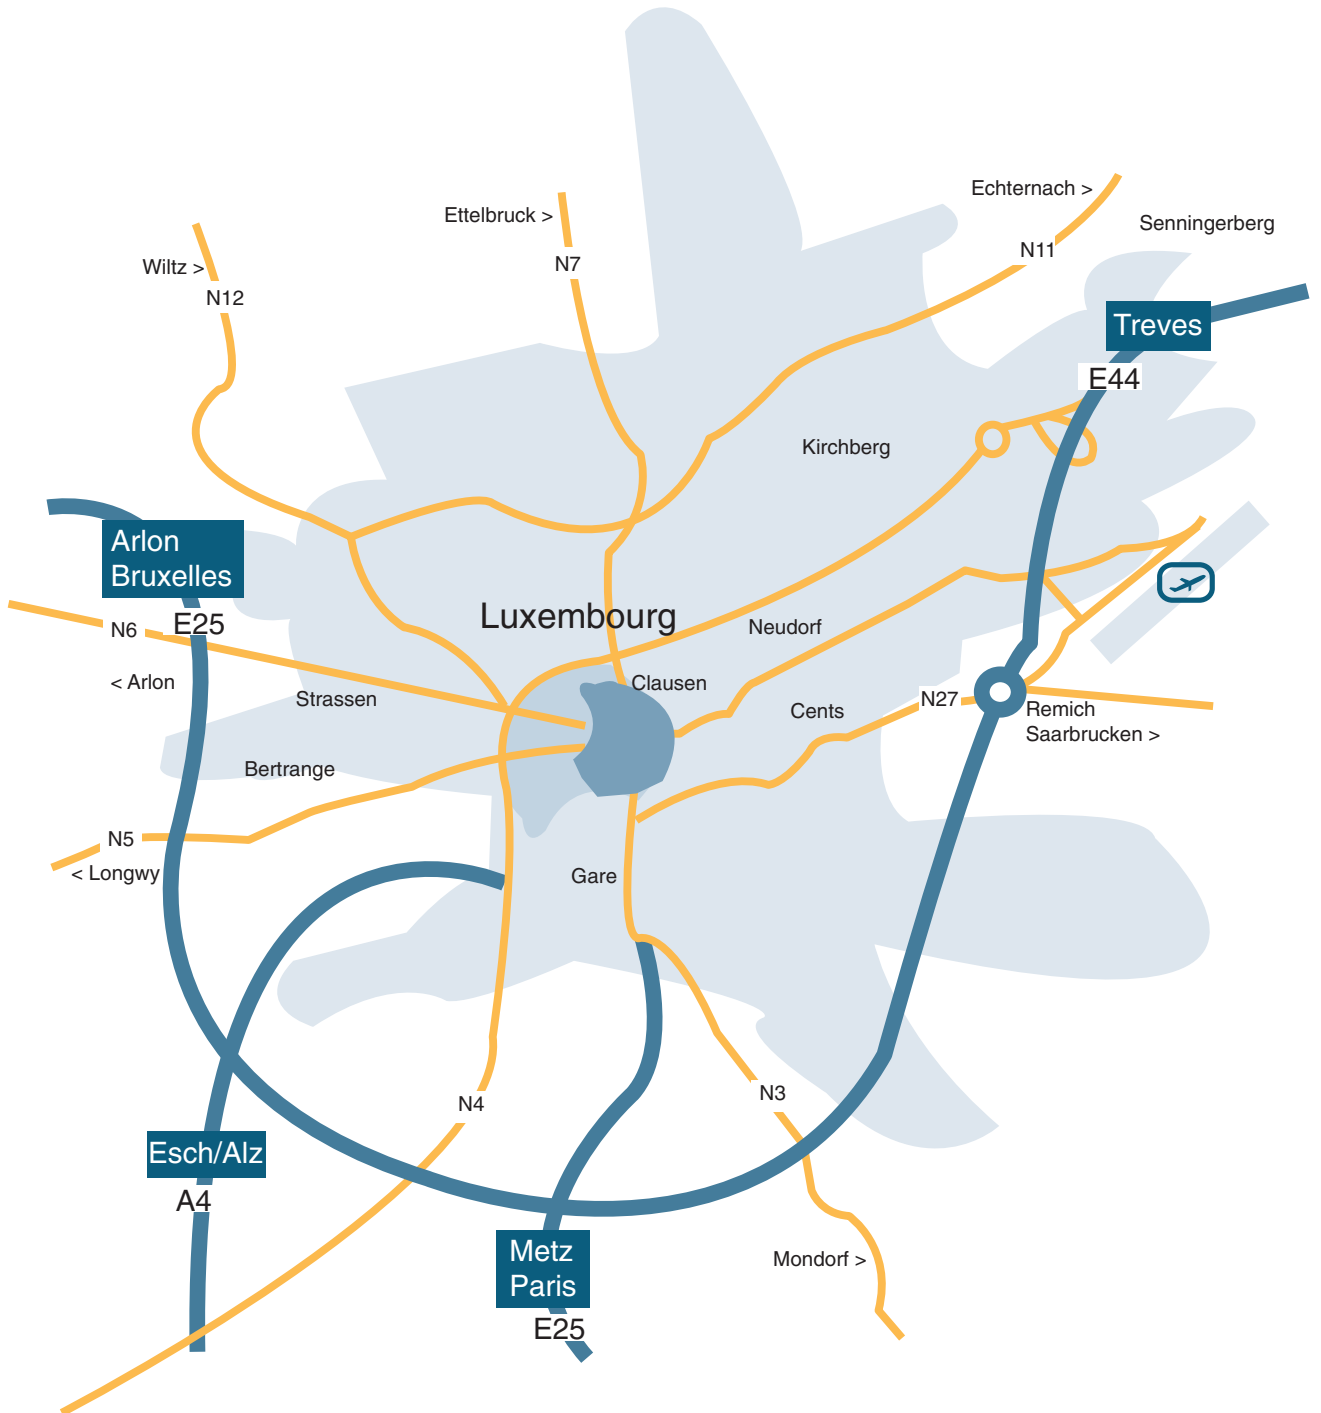 Echternach >
Ettelbruck >
Senningerberg
N11
N7
Wiltz >
N12
Treves
E44
Kirchberg
Arlon
Bruxelles
Luxembourg
E25
N6
Neudorf
< Arlon
Clausen
Strassen
N27
Cents
Remich
Saarbrucken >
Bertrange
N5
< Longwy
Gare
N3
N4
Esch/Alz
A4
Metz
Paris
Mondorf >
E25